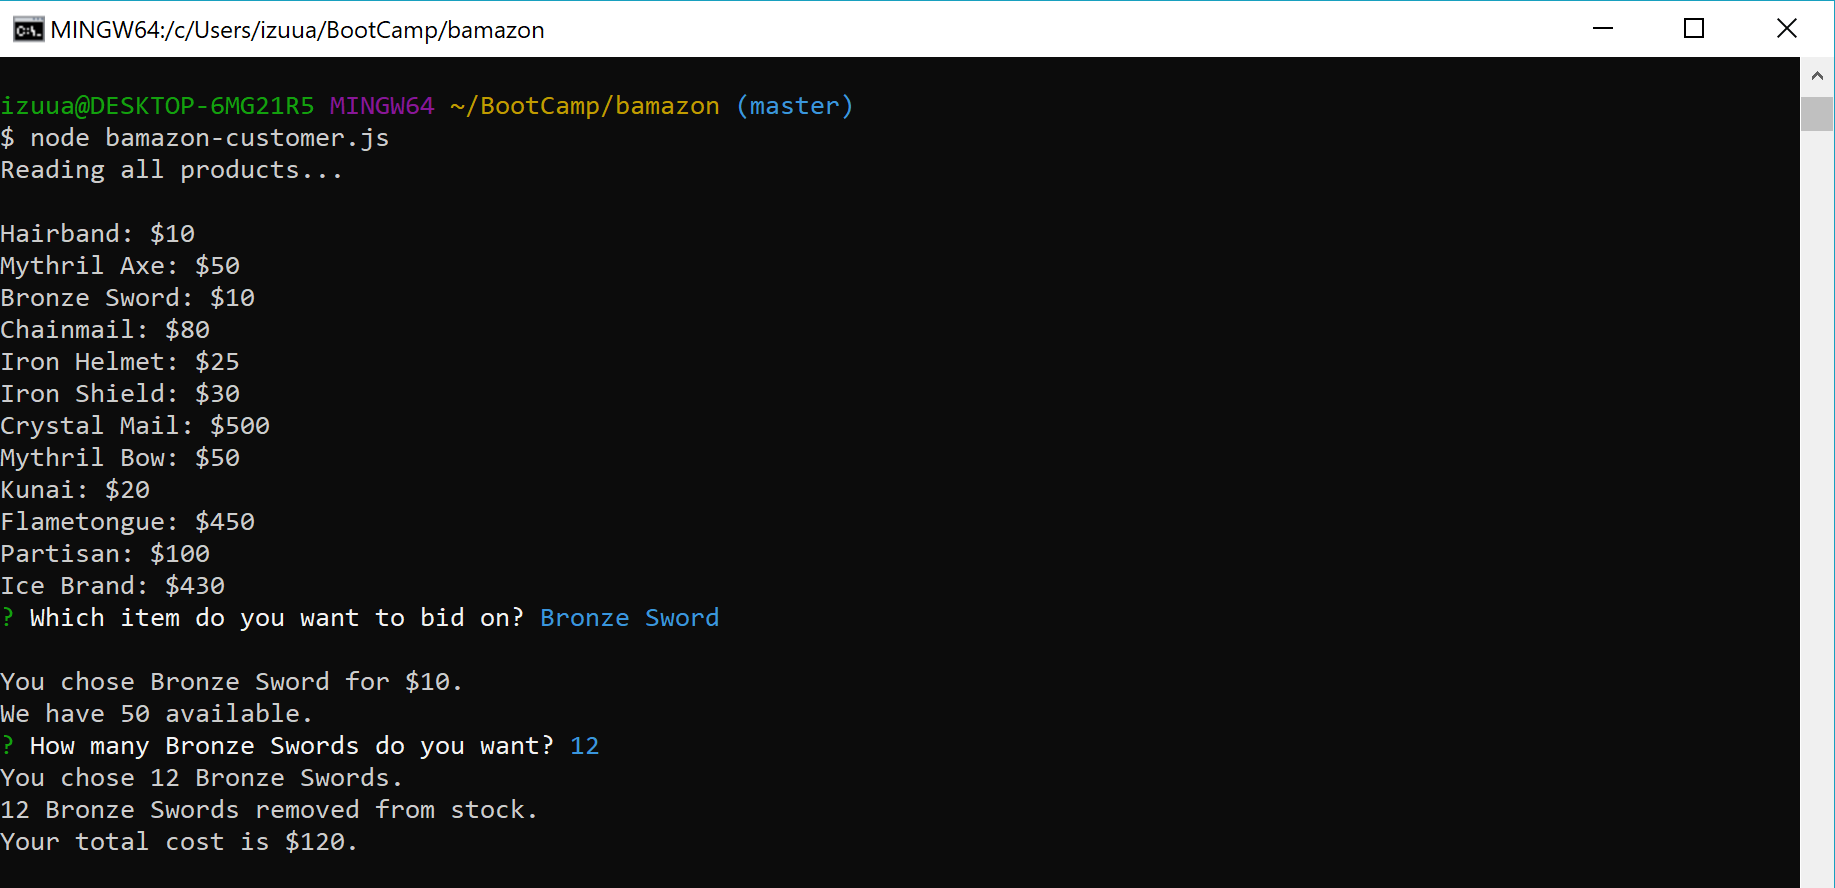 MINGW64:/c/Users/izuua/BootCamp/bamazon
izuua@DESKTOP-6MG21R5 MINGW64 ~/BootCamp/bamazon (master)
$ node bamazon-customer.js
Reading all products...
Hairband: $10
Mythril Axe: $50
Bronze Sword: $10
Chainmail: $80
Iron Helmet: $25
Iron Shield: $30
Crystal Mail: $500
Mythril Bow: $50
Kunai: $20
Flametongue: $450
Partisan: $100
Ice Brand: $430
? Which item do you want to bid on? Bronze Sword
You chose Bronze Sword for $10.
We have 50 available.
? How many Bronze Swords do you want? 12
You chose 12 Bronze Swords.
12 Bronze Swords removed from stock.
Your total cost is $120.